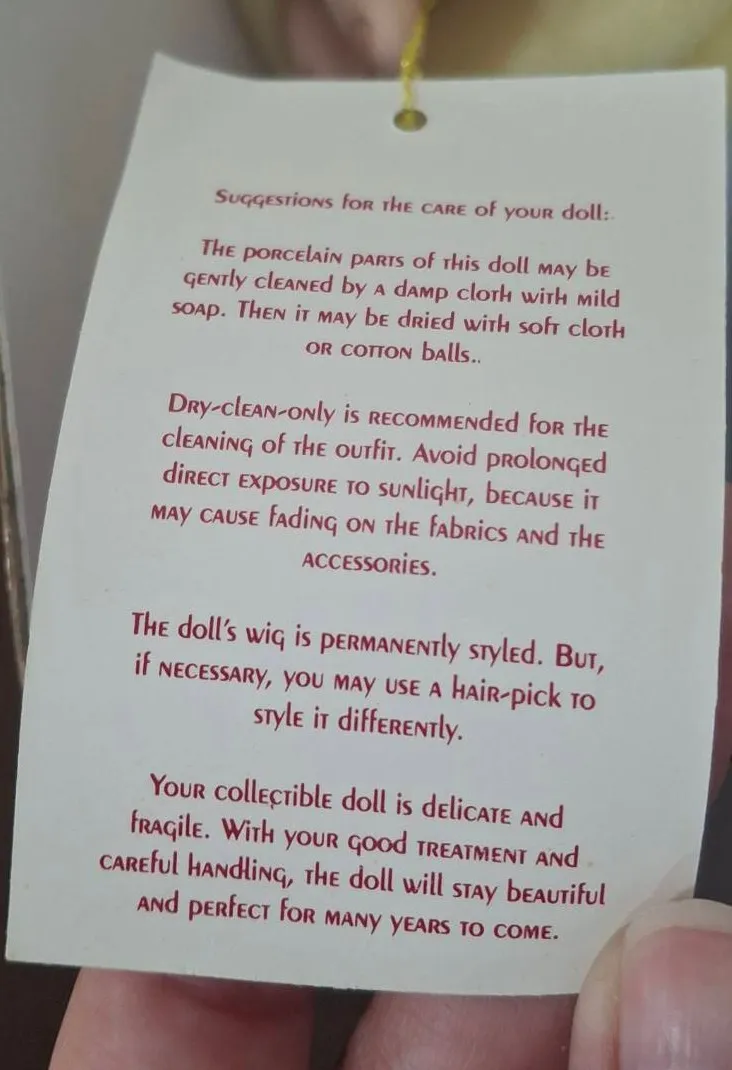 Suggestions for the care of your doll:
The porcelain parts of this doll may be
gently cleaned by a damp cloth with mild
soap. Then it may be dried with soft cloth
or cotton balls..
Dry-clean-only is recommended for the
cleaning of the outfit. Avoid prolonged
direct exposure to sunlight, because it
may cause fading on the fabrics and the
accessories.
The doll's wig is permanently styled. But,
if necessary, you may use a hair-pick to
style it differently.
Your collectible doll is delicate and
fragile. With your good treatment and
careful handling, the doll will stay beautiful
and perfect for many years to come.